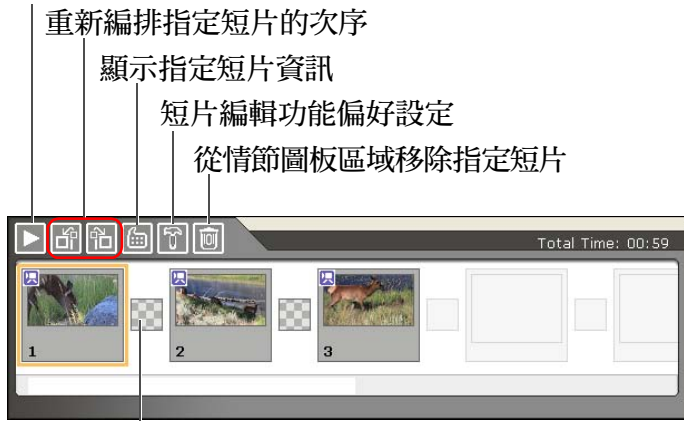 重新編排指定短片的次序
顯示指定短片資訊
短片編輯功能偏好設定
從情節圖板區域移除指定短片
Total Time: 00:59
1
2
3